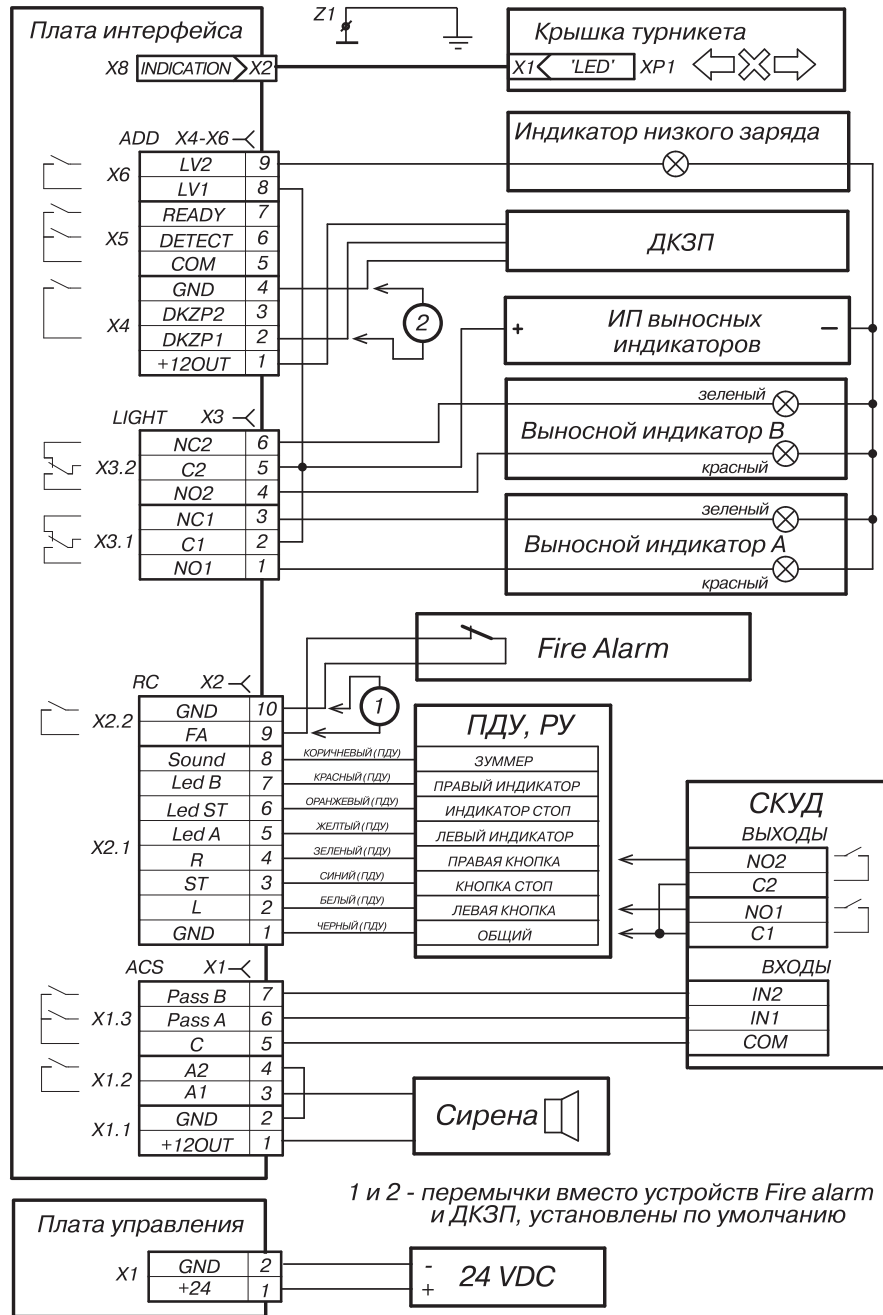 Z1
Плата интерфейса
X8 INDICATION X2
Крышка турникета
X1 'LED' XP1
ADD X4-X6
X6
LV2 9
LV1 8
X5
READY 7
DETECT 6
COM 5
X4
GND 4
DKZP2 3
DKZP1 2
+12OUT 1
Индикатор низкого заряда
ДКЗП
2
+ ИП выносных –
индикаторов
LIGHT X3
X3.2
NC2 6
C2 5
NO2 4
X3.1
NC1 3
C1 2
NO1 1
зеленый
Выносной индикатор В
красный
зеленый
Выносной индикатор А
красный
Fire Alarm
RC X2
X2.2
GND 10
FA 9
1
X2.1
Sound 8 КОРИЧНЕВЫЙ (ПДУ)
Led B 7 КРАСНЫЙ (ПДУ)
Led ST 6 ОРАНЖЕВЫЙ (ПДУ)
Led A 5 ЖЕЛТЫЙ (ПДУ)
R 4 ЗЕЛЕНЫЙ (ПДУ)
ST 3 СИНИЙ (ПДУ)
L 2 БЕЛЫЙ (ПДУ)
GND 1 ЧЕРНЫЙ (ПДУ)
ПДУ, РУ
ЗУММЕР
ПРАВЫЙ ИНДИКАТОР
ИНДИКАТОР СТОП
ЛЕВЫЙ ИНДИКАТОР
ПРАВАЯ КНОПКА
КНОПКА СТОП
ЛЕВАЯ КНОПКА
ОБЩИЙ
СКУД
ВЫХОДЫ
NO2
C2
NO1
C1
ВХОДЫ
IN2
IN1
COM
ACS X1
X1.3
Pass B 7
Pass A 6
C 5
X1.2
A2 4
A1 3
X1.1
GND 2
+12OUT 1
Сирена
1 и 2 - перемычки вместо устройств Fire alarm
и ДКЗП, установлены по умолчанию
Плата управления
X1
GND 2
+24 1
- 24 VDC
+